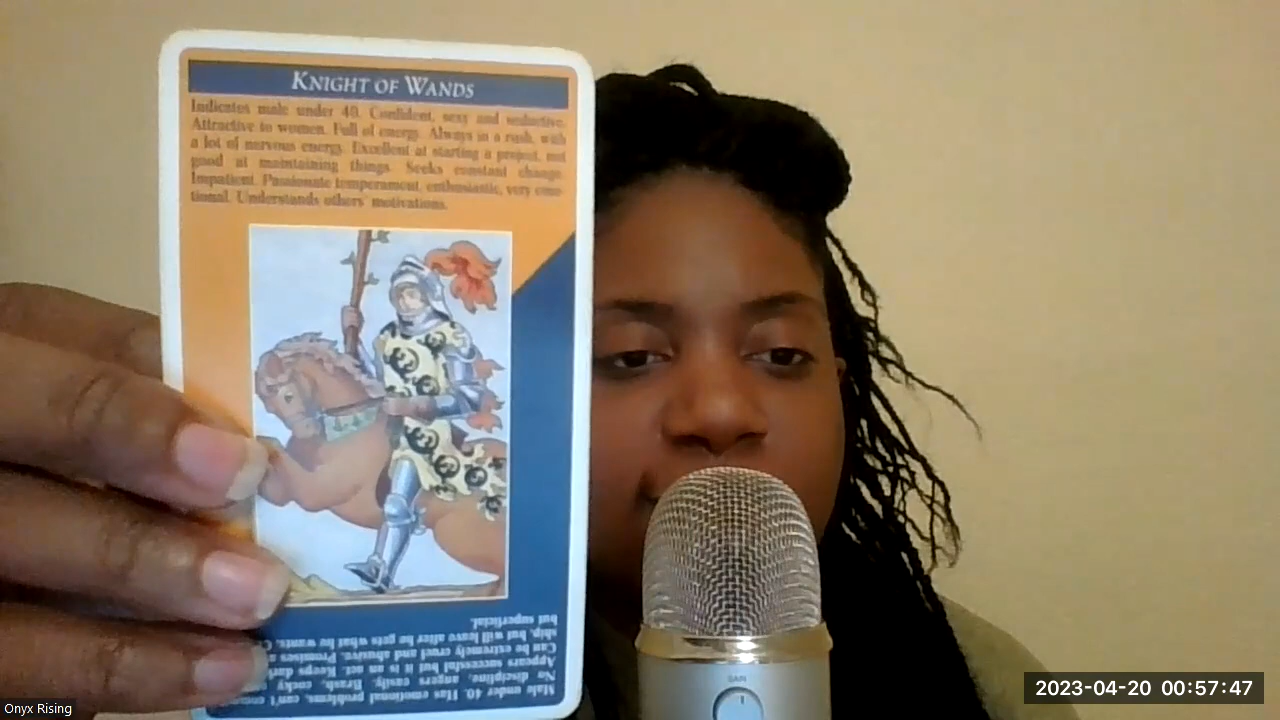 KNIGHT OF WANDS
Indicates male under 40. Confident, sexy and seductive.
Attractive to women. Full of energy. Always in a rush, with
a lot of nervous energy. Excellent at starting a project, not
good at maintaining things. Seeks constant change.
Impatient. Passionate temperament, enthusiastic, very emo-
tional. Understands others' motivations.
Male under 40. Has emotional problems, can't
No discipline, angers easily. Brash, cocky.
Appears successful but it is an act. Keeps
Can be extremely cruel and abusive. Promises
ship, but will leave after he gets what he wants.
but superficial.
GAIN
Onyx Rising
2023-04-20 00:57:47